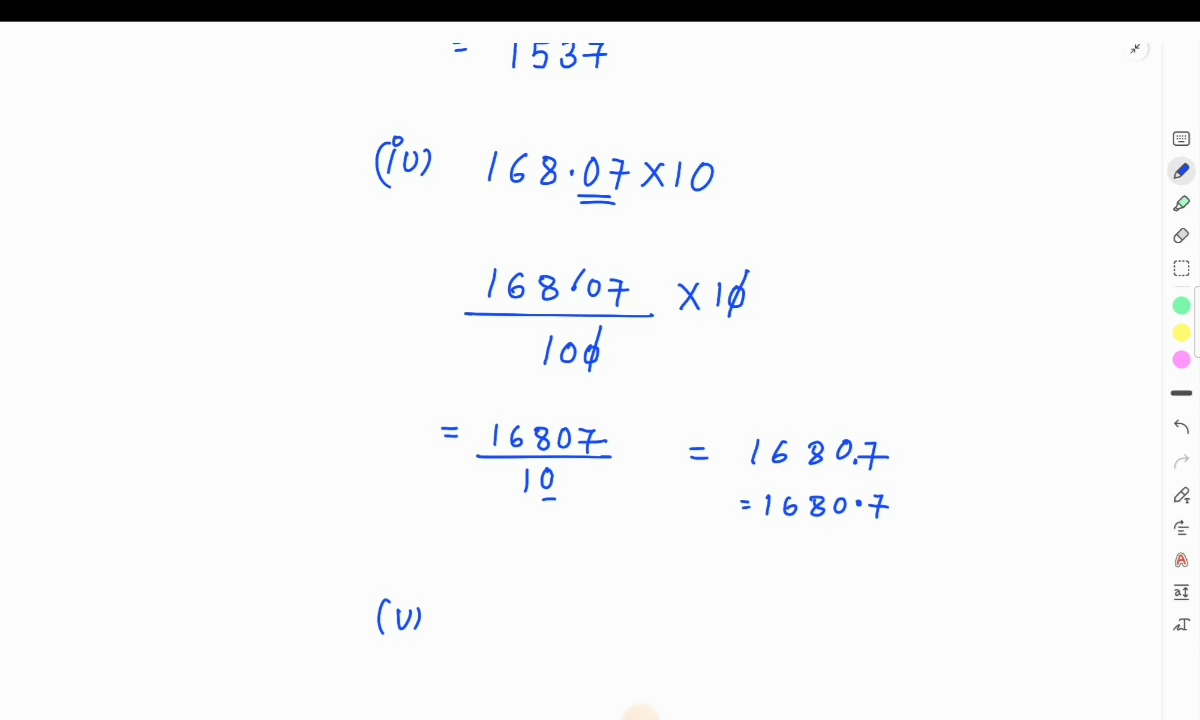 = 1537
(iv) 168.07 X 10
168/07 X 10
100
= 16807 = 1680.7
10 = 1680.7
(v)